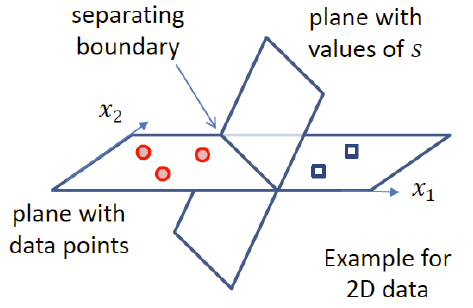 separating
boundary
plane with
values of s
x₂
x₁
plane with
data points
Example for
2D data